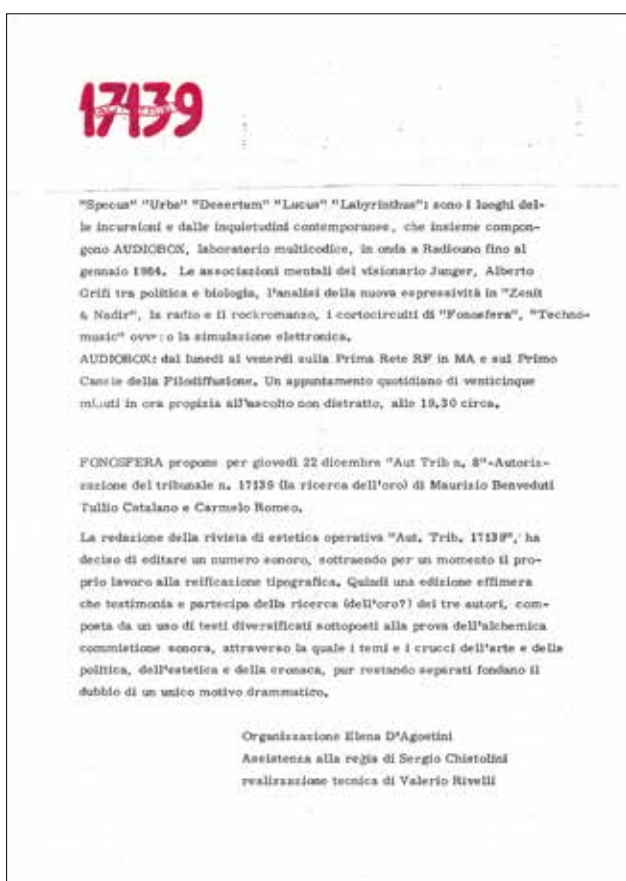 17139
"Specus" "Urbs" "Desertum" "Lucus" "Labyrinthus": sono i luoghi del-
le incursioni e dalle inquietudini contemporanee, che insieme compon-
gono AUDIOBOX, laboratorio multicodice, in onda a Radiouno fino al
gennaio 1984. Le associazioni mentali del visionario Junger, Alberto
Grifi tra politica e biologia, l'analisi della nuova espressività in "Zenit
& Nadir", la radio e il rockromanzo, i cortocircuiti di "Fonosfera", "Techno-
music" ovvero la simulazione elettronica.
AUDIOBOX: dal lunedì al venerdì sulla Prima Rete RF in MA e sul Primo
Canale della Filodiffusione. Un appuntamento quotidiano di venticinque
minuti in ora propizia all'ascolto non distratto, alle 19.30 circa.
FONOSFERA propone per giovedì 22 dicembre "Aut Trib n. 8"-Autoriz-
zazione del tribunale n. 17139 (la ricerca dell'oro) di Maurizio Benveduti
Tullio Catalano e Carmelo Romeo.
La redazione della rivista di estetica operativa "Aut. Trib. 17139", ha
deciso di editare un numero sonoro, sottraendo per un momento il pro-
prio lavoro alla reificazione tipografica. Quindi una edizione effimera
che testimonia e partecipa della ricerca (dell'oro?) dei tre autori, com-
posta da un uso di testi diversificati sottoposti alla prova dell'alchemica
commistione sonora, attraverso la quale i temi e i crucci dell'arte e della
politica, dell'estetica e della cronaca, pur restando separati fondano il
dubbio di un unico motivo drammatico.
Organizzazione Elena D'Agostini
Assistenza alla regia di Sergio Chistolini
realizzazione tecnica di Valerio Rivelli